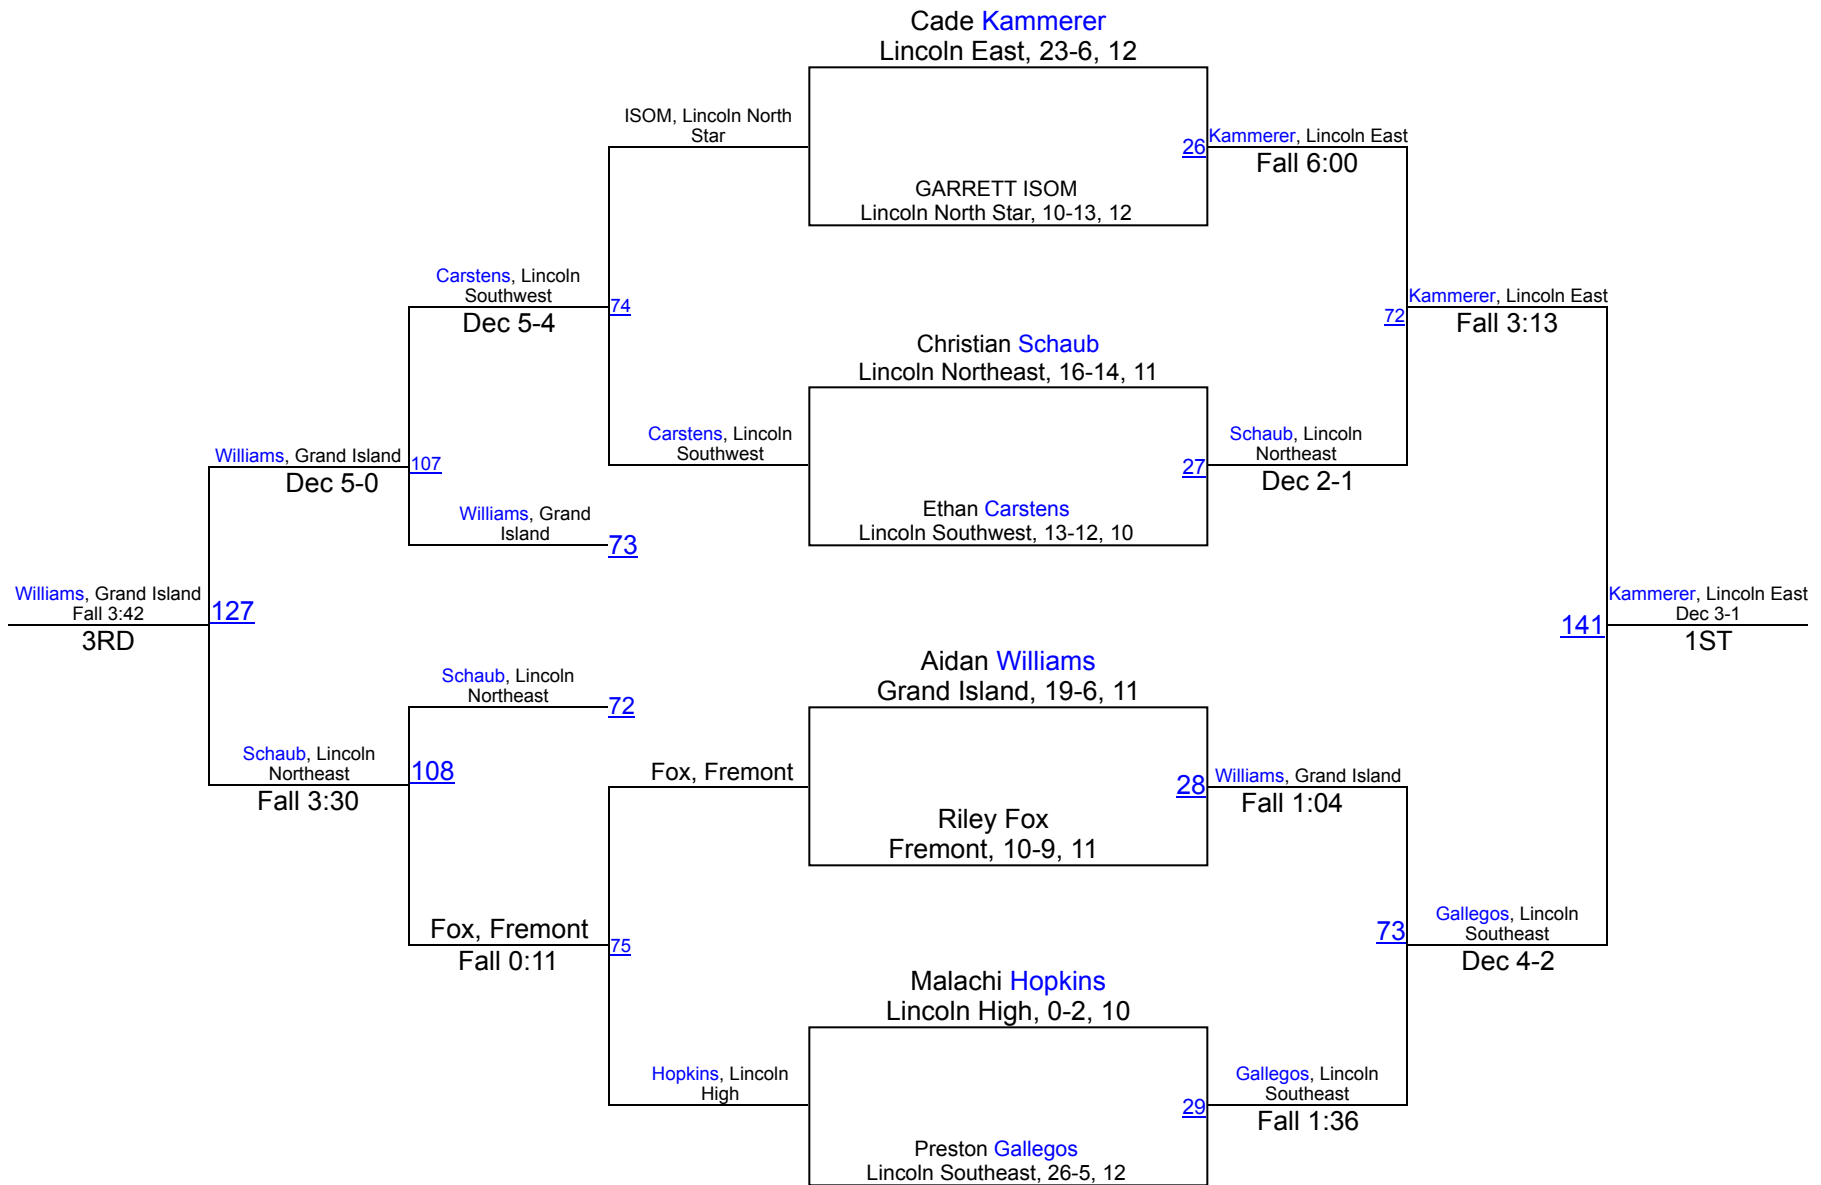 Cade Kammerer
Lincoln East, 23-6, 12
ISOM, Lincoln North
Star
26
Kammerer, Lincoln East
Fall 6:00
GARRETT ISOM
Lincoln North Star, 10-13, 12
Carstens, Lincoln
Southwest
Dec 5-4
74
Kammerer, Lincoln East
Fall 3:13
72
Christian Schaub
Lincoln Northeast, 16-14, 11
Carstens, Lincoln
Southwest
27
Schaub, Lincoln
Northeast
Dec 2-1
Williams, Grand Island
Dec 5-0
107
Ethan Carstens
Lincoln Southwest, 13-12, 10
Williams, Grand
Island
73
Williams, Grand Island
Fall 3:42
3RD
127
Kammerer, Lincoln East
Dec 3-1
1ST
141
Aidan Williams
Grand Island, 19-6, 11
Schaub, Lincoln
Northeast
72
Schaub, Lincoln
Northeast
Fall 3:30
108
Fox, Fremont
28
Williams, Grand Island
Fall 1:04
Riley Fox
Fremont, 10-9, 11
Fox, Fremont
Fall 0:11
75
73
Gallegos, Lincoln
Southeast
Dec 4-2
Malachi Hopkins
Lincoln High, 0-2, 10
Hopkins, Lincoln
High
29
Gallegos, Lincoln
Southeast
Fall 1:36
Preston Gallegos
Lincoln Southeast, 26-5, 12